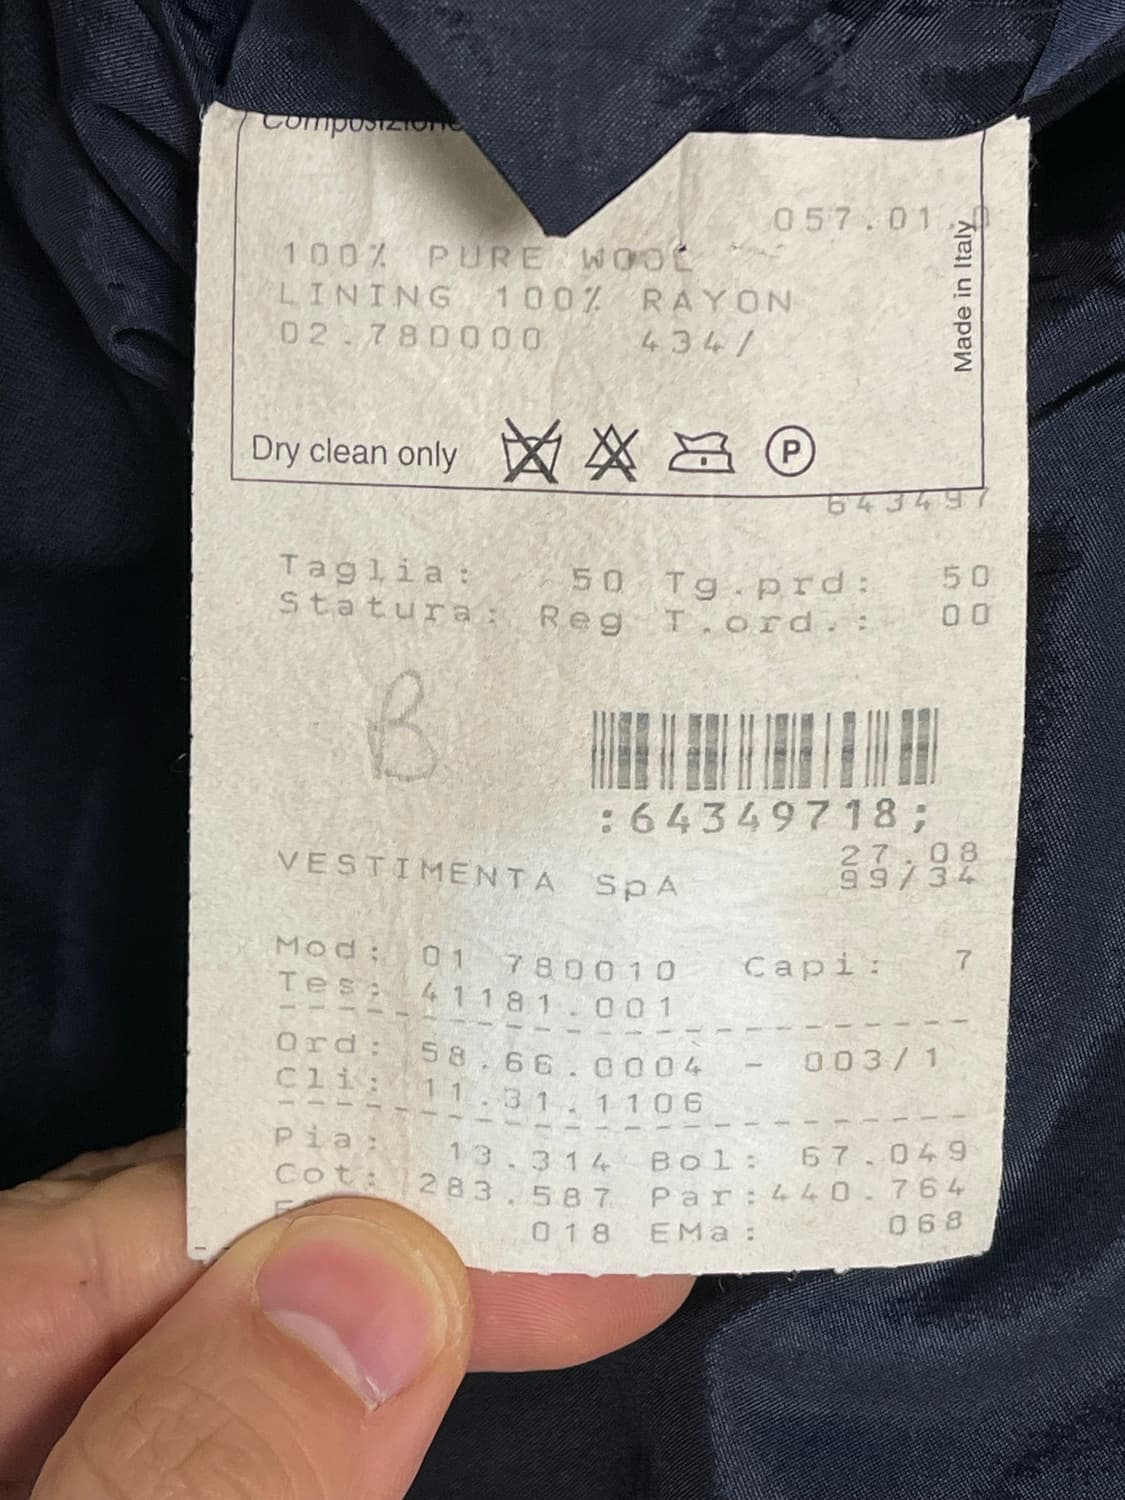 Composizione
057.01.0
Made in Italy
100% PURE WOOL
LINING 100% RAYON
02.780000 434/
Dry clean only P
643497
Taglia: 50 Tg.prd: 50
Statura: Reg T.ord.: 00
B
:64349718;
27.08
VESTIMENTA SpA 99/34
Mod: 01 780010 Capi: 7
Tes: 41181.001
Ord: 58.66.0004 - 003/1
Cli: 11.31.1106
Pia: 13.314 Bol: 67.049
Cot: 283.587 Par:440.764
018 EMa: 068